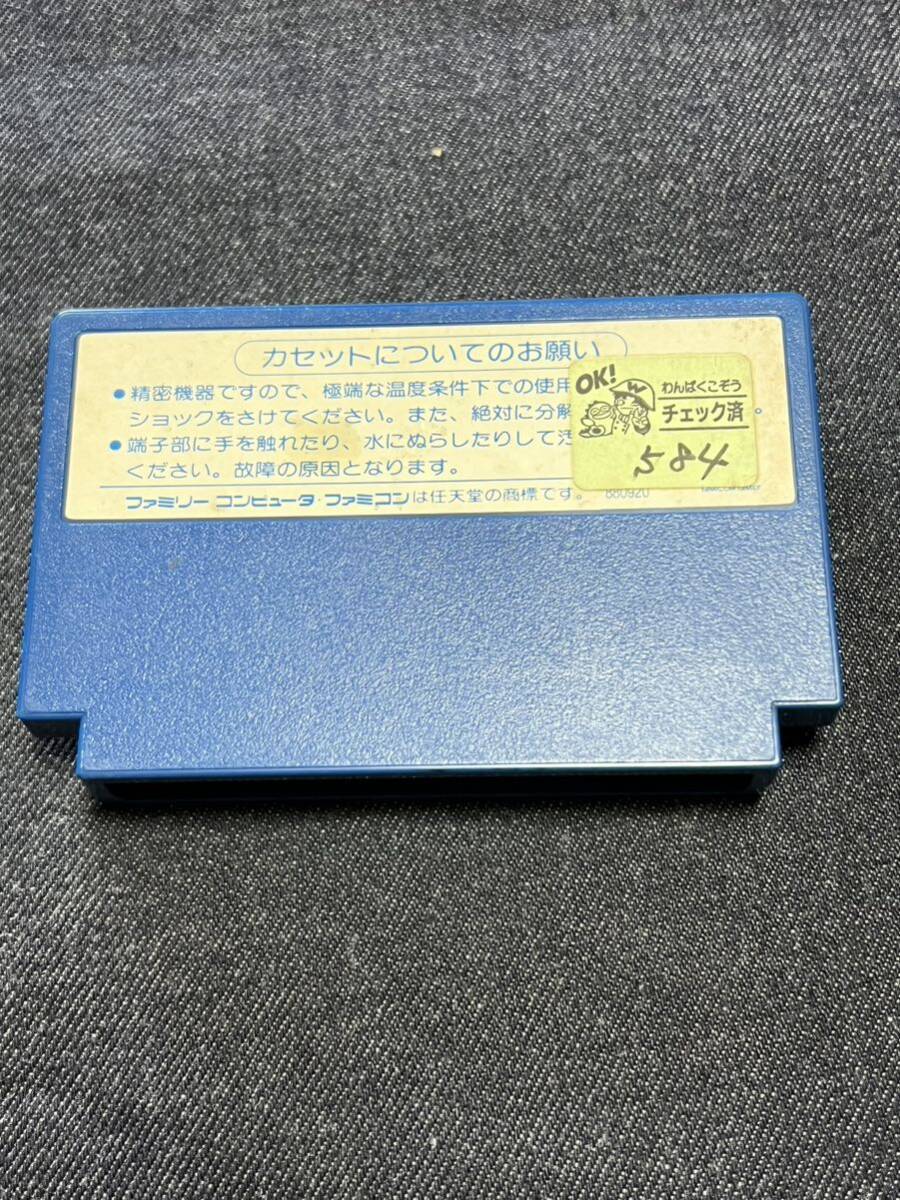 カセットについてのお願い
●精密機器ですので、極端な温度条件下での使用
ショックをさけてください。また、絶対に分解
●端子部に手を触れたり、水にぬらしたりして汚
ください。故障の原因となります。
ファミリーコンピュータ・ファミコンは任天堂の商標です。 880920
OK!
わんぱくこぞう
チェック済
584